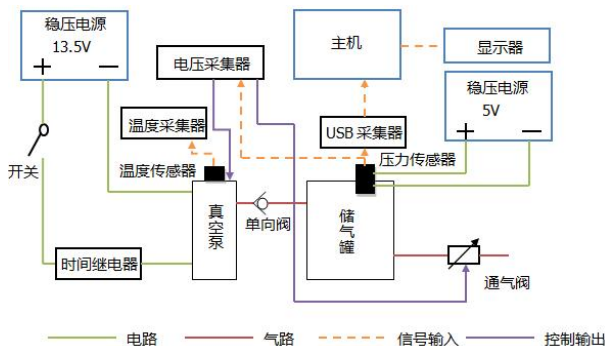 稳压电源
13.5V
+ −
电压采集器
主机
显示器
稳压电源
5V
+ −
温度采集器
USB 采集器
开关
温度传感器
压力传感器
真空泵
单向阀
储气罐
时间继电器
通气阀
电路 气路 信号输入 控制输出